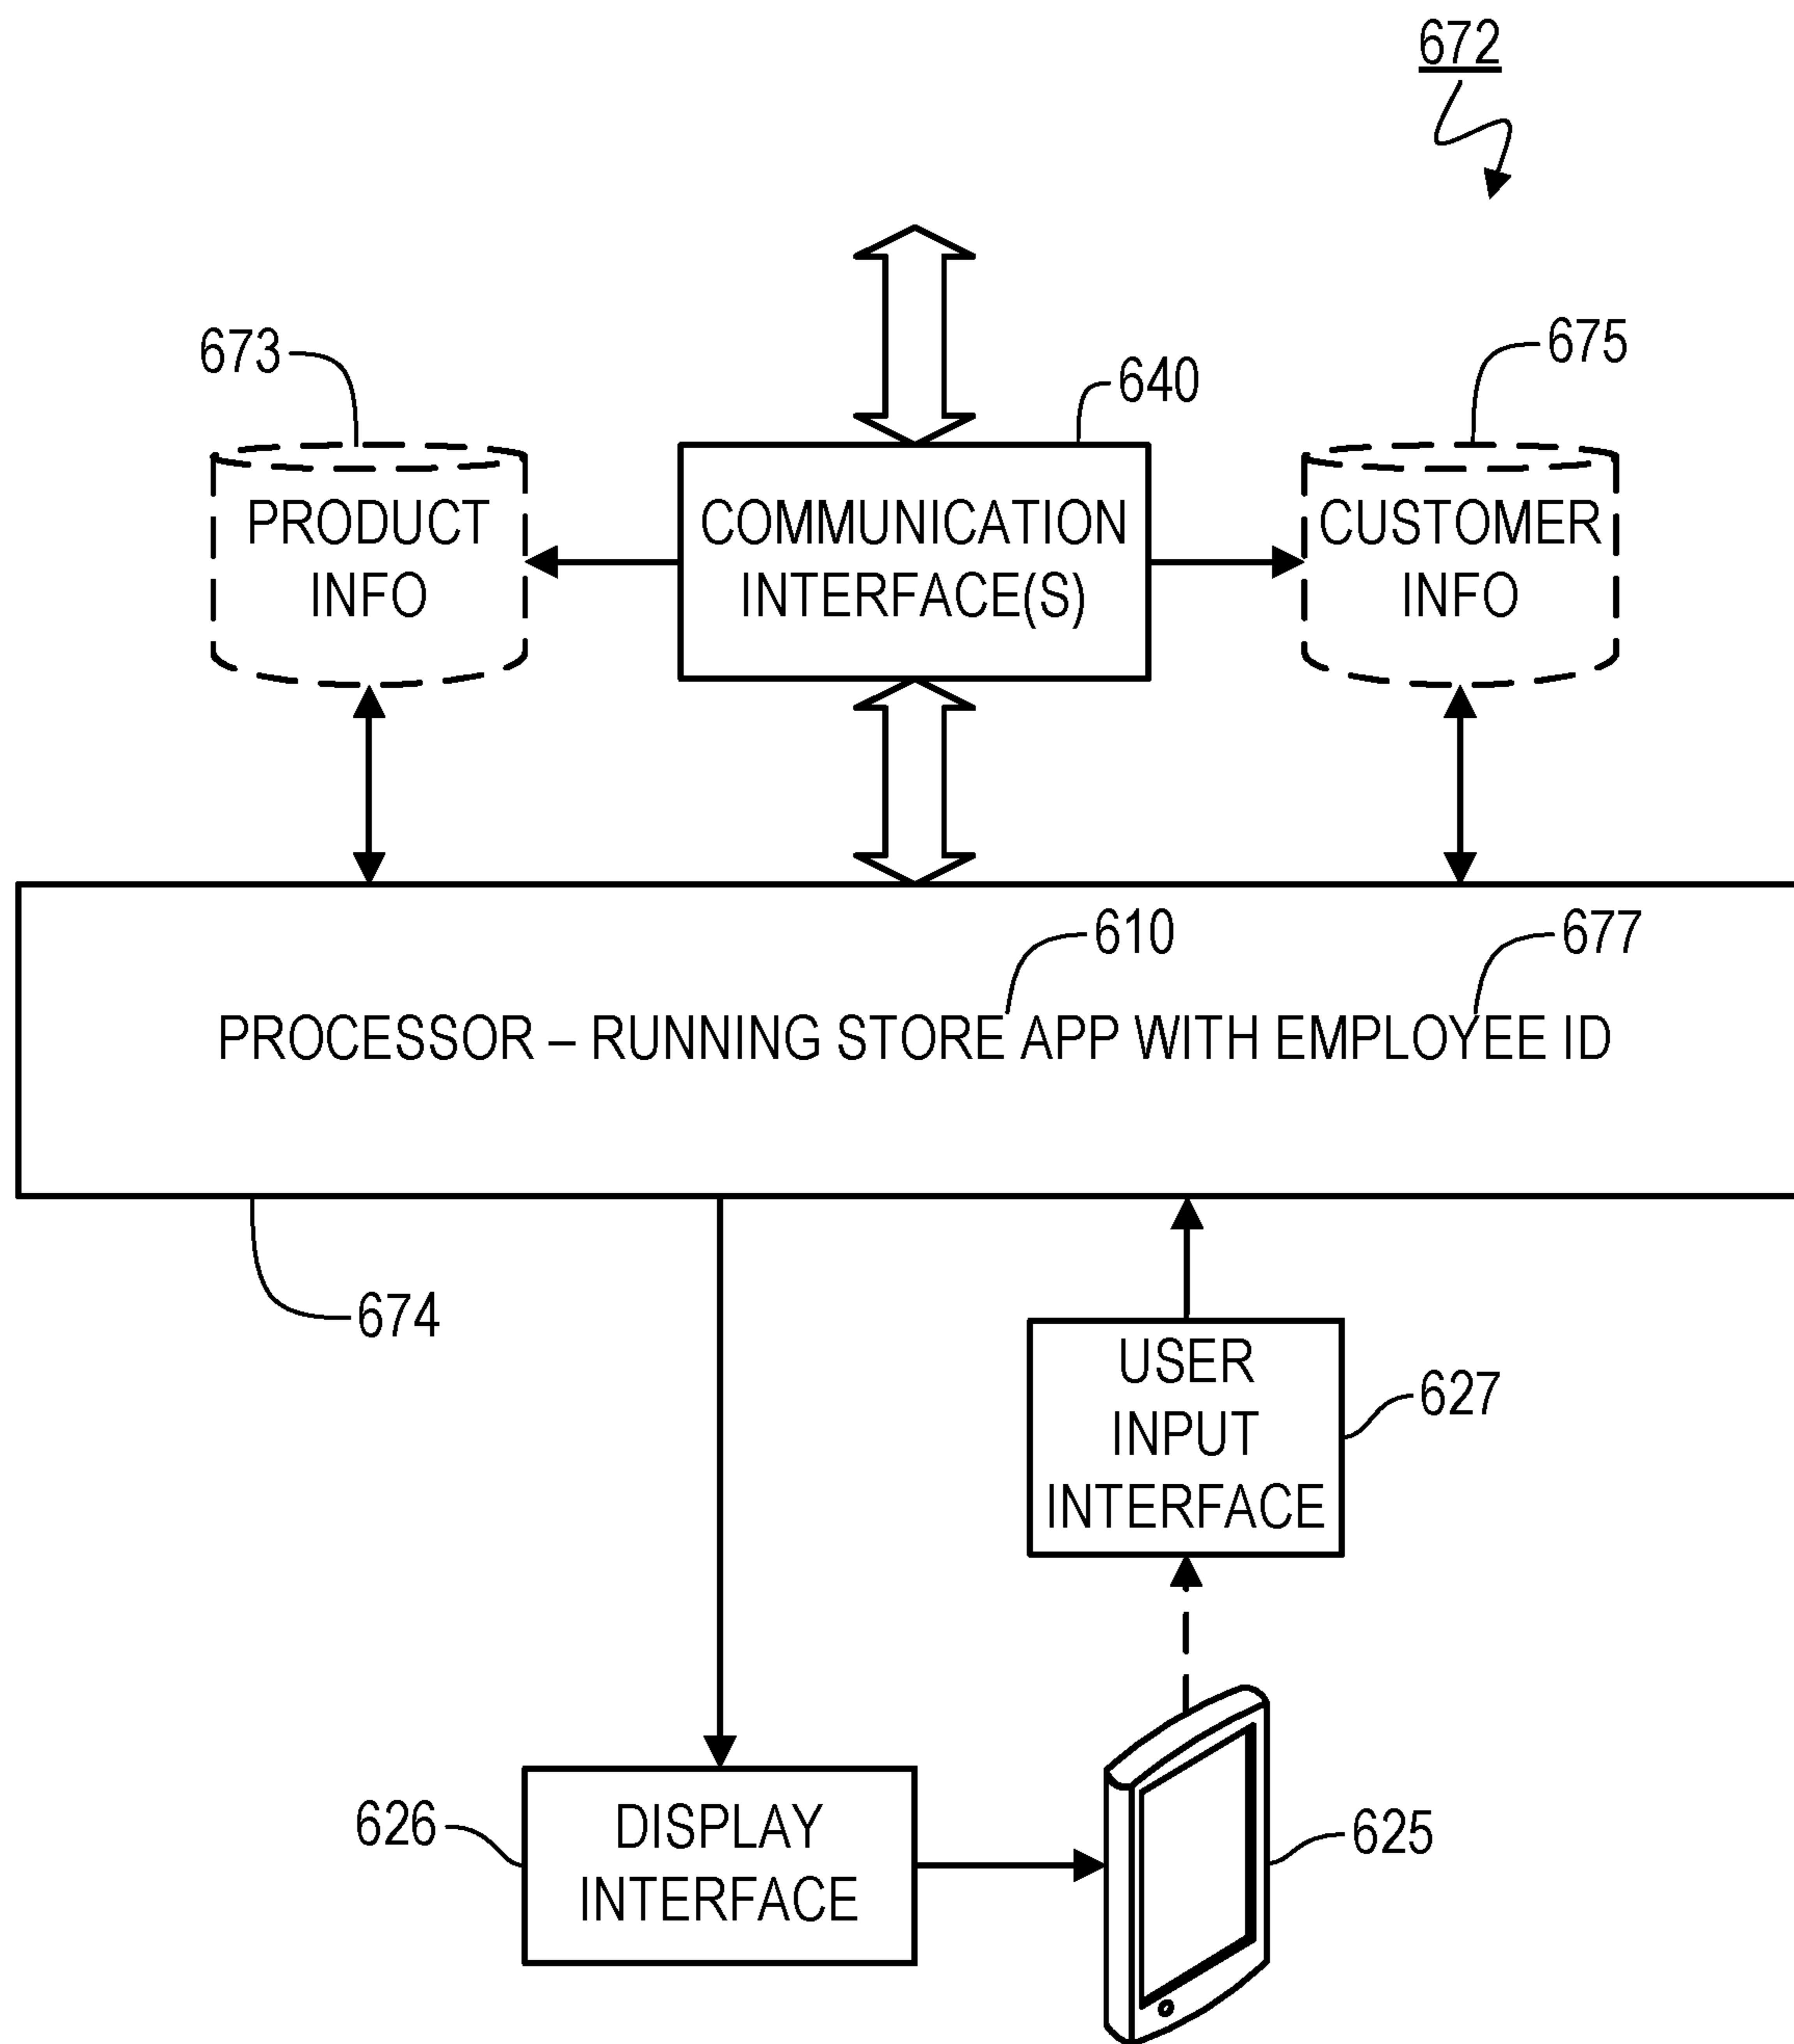 672
673
675
640
PRODUCT
INFO
COMMUNICATION
INTERFACE(S)
CUSTOMER
INFO
610
677
PROCESSOR – RUNNING STORE APP WITH EMPLOYEE ID
674
USER
INPUT
INTERFACE
627
626
DISPLAY
INTERFACE
625